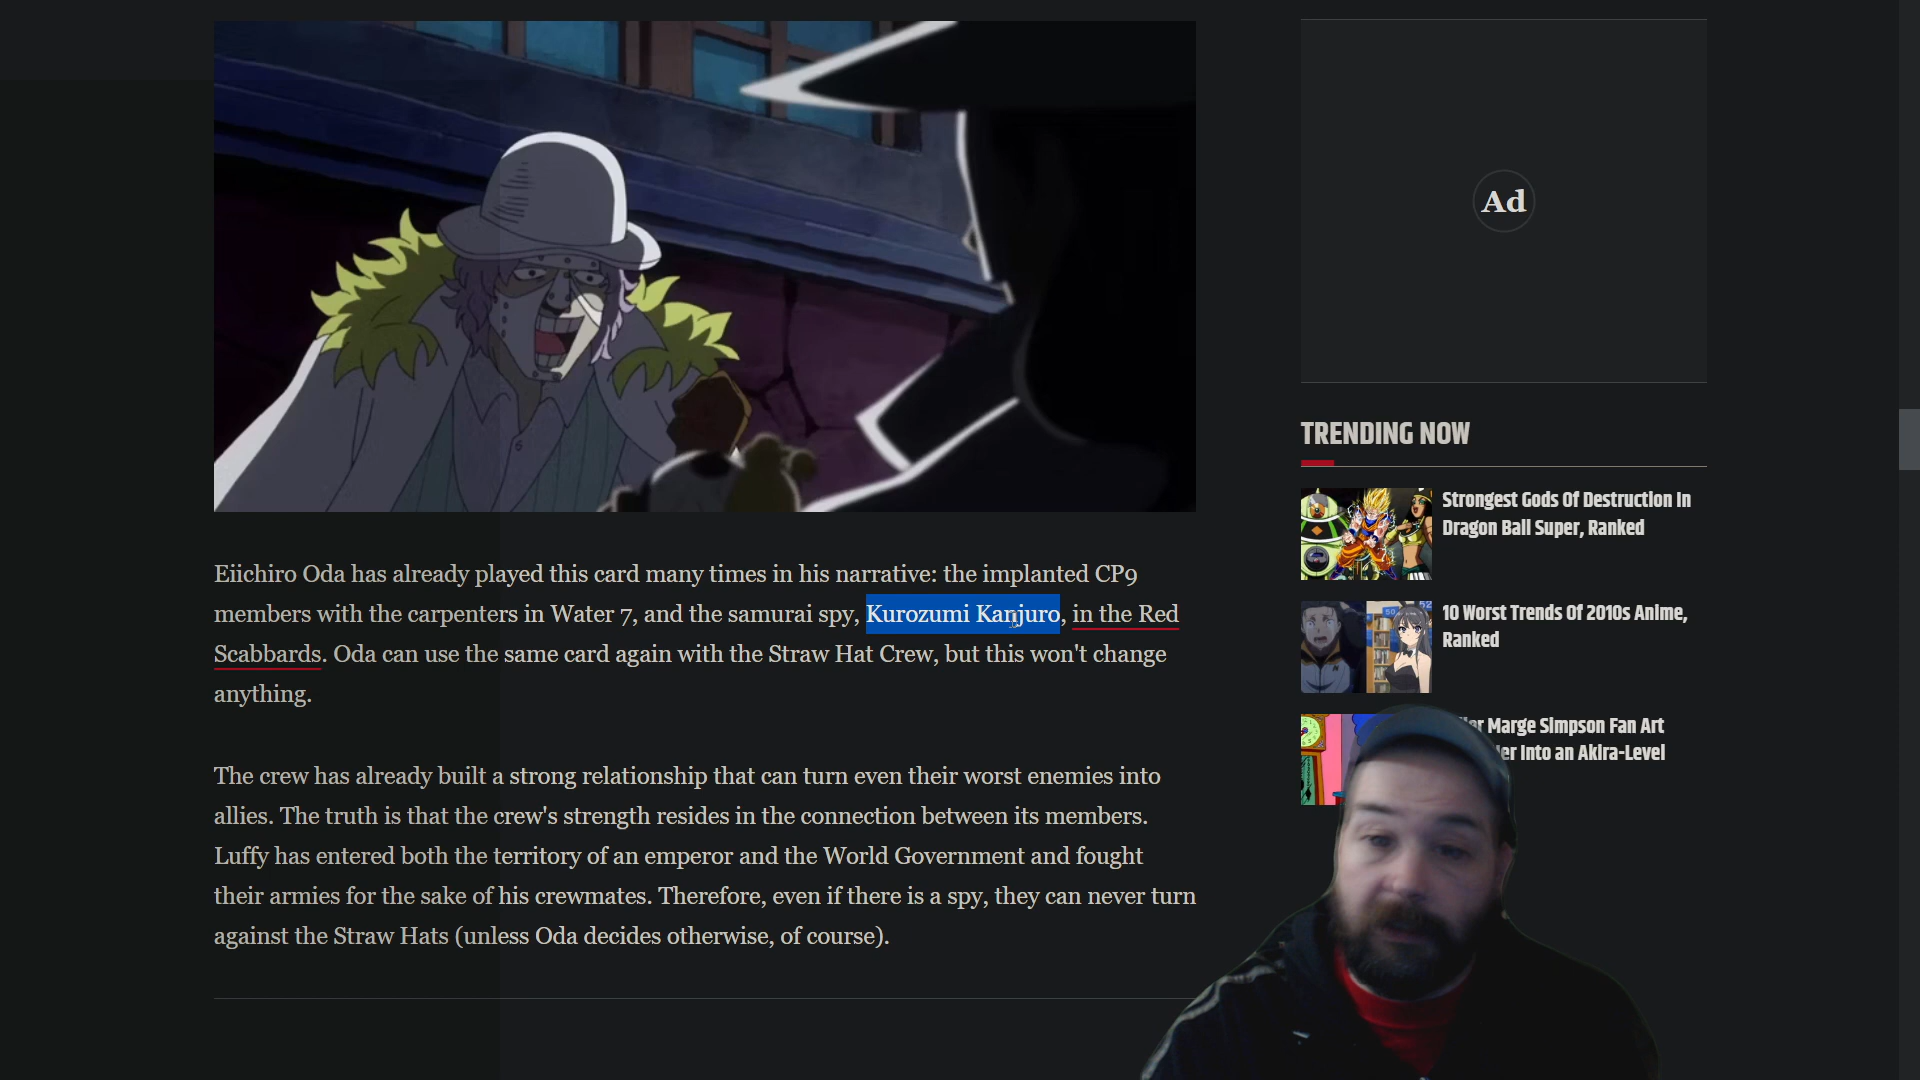 Ad
TRENDING NOW
Strongest Gods Of Destruction In
Dragon Ball Super, Ranked
10 Worst Trends Of 2010s Anime,
Ranked
Marge Simpson Fan Art
Into an Akira-Level
Eiichiro Oda has already played this card many times in his narrative: the implanted CP9
members with the carpenters in Water 7, and the samurai spy, Kurozumi Kanjuro, in the Red
Scabbards. Oda can use the same card again with the Straw Hat Crew, but this won't change
anything.
The crew has already built a strong relationship that can turn even their worst enemies into
allies. The truth is that the crew's strength resides in the connection between its members.
Luffy has entered both the territory of an emperor and the World Government and fought
their armies for the sake of his crewmates. Therefore, even if there is a spy, they can never turn
against the Straw Hats (unless Oda decides otherwise, of course).